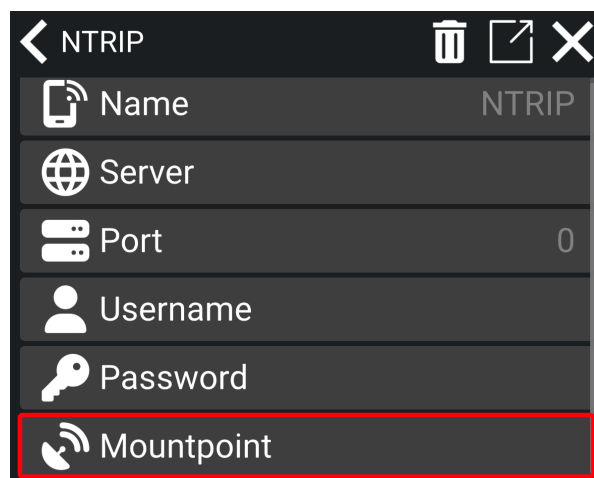 NTRIP
Name NTRIP
Server
Port 0
Username
Password
Mountpoint